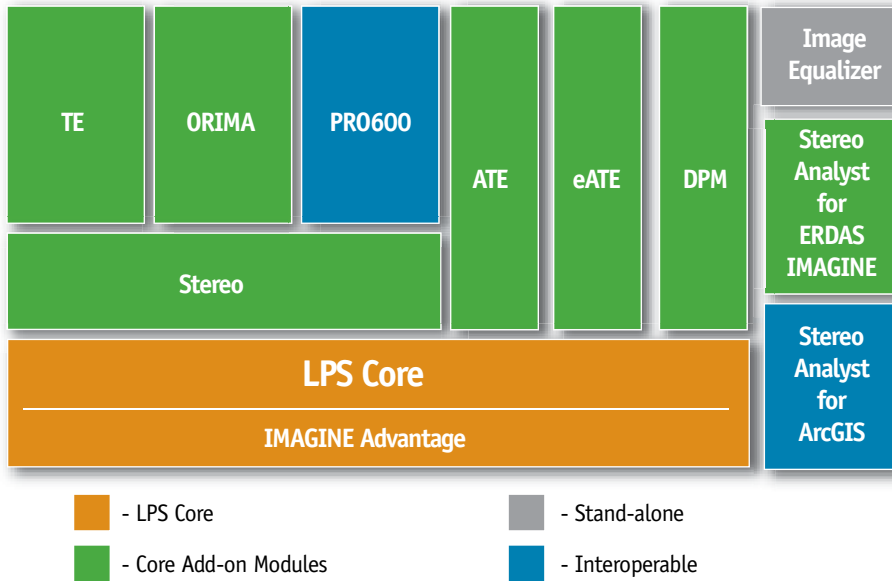 TE
ORIMA
PRO600
ATE
eATE
DPM
Image
Equalizer
Stereo
Analyst
for
ERDAS
IMAGINE
Stereo
Stereo
Analyst
for
ArcGIS
LPS Core
IMAGINE Advantage
- LPS Core
- Stand-alone
- Core Add-on Modules
- Interoperable